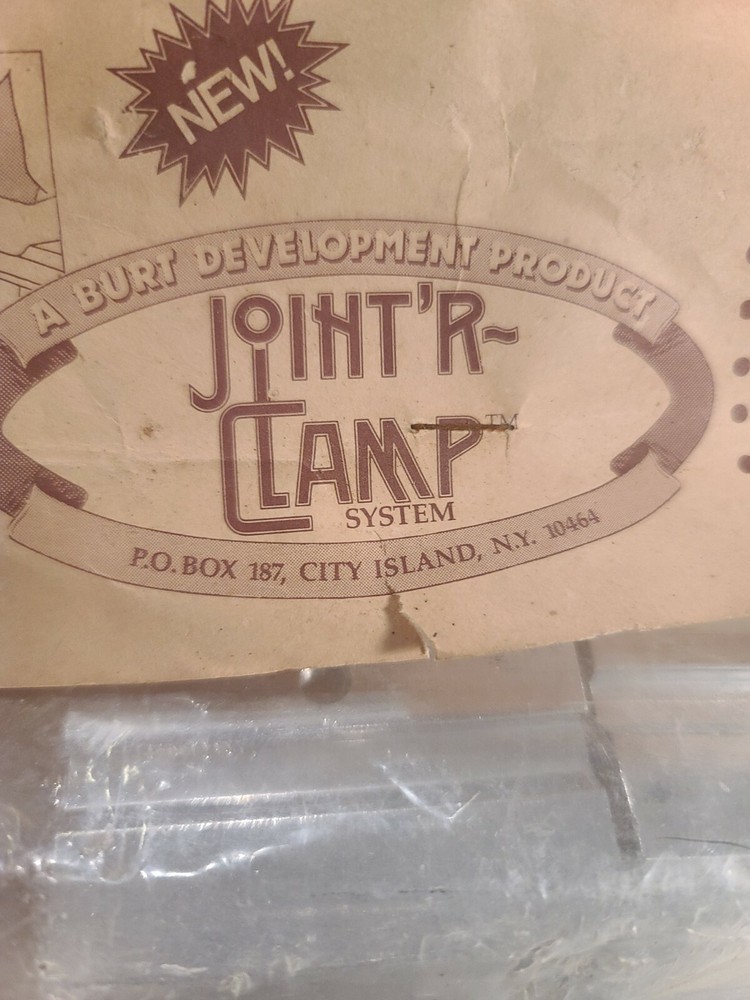 NEW!
A BURT DEVELOPMENT PRODUCT
JOINT'R~
CLAMP™
SYSTEM
P.O. BOX 187, CITY ISLAND, N.Y. 10464